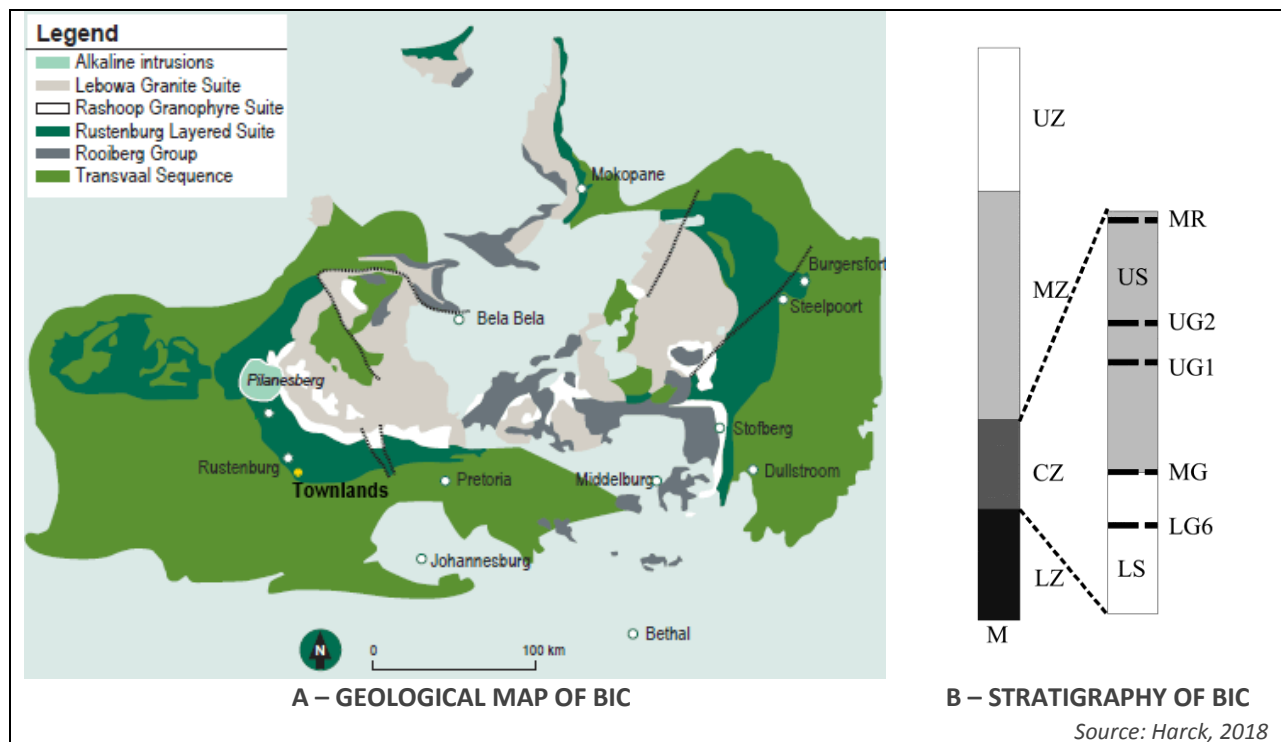 Legend
Alkaline intrusions
Lebowa Granite Suite
Rashoop Granophyre Suite
Rustenburg Layered Suite
Rooiberg Group
Transvaal Sequence
Mokopane
Burgersfort
Steelpoort
Bela Bela
Pilanesberg
Stofberg
Rustenburg
Townlands
Pretoria
Middelburg
Dullstroom
Johannesburg
Bethal
N
0 100 km
A – GEOLOGICAL MAP OF BIC
UZ
MZ
CZ
LZ
M
MR
US
UG2
UG1
MG
LG6
LS
B – STRATIGRAPHY OF BIC
Source: Harck, 2018